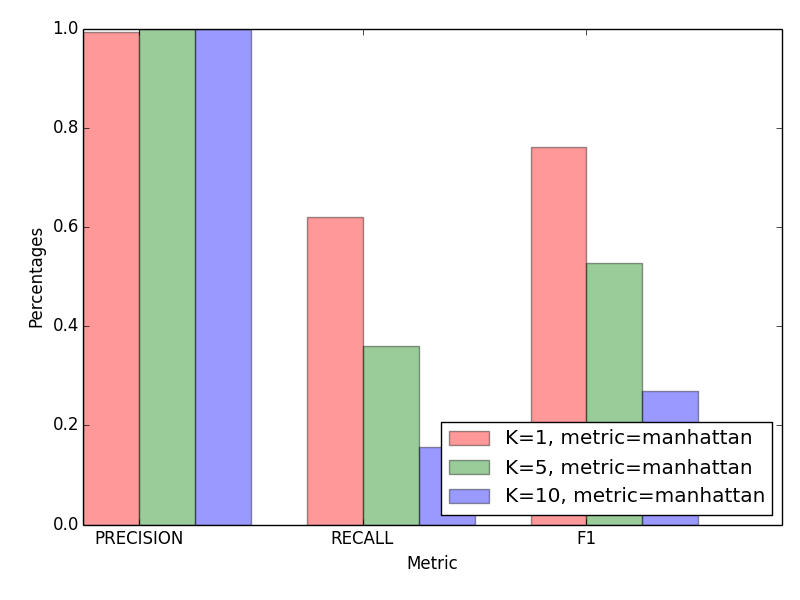 1.0
0.8
0.6
0.4
0.2
0.0
Percentages
PRECISION
RECALL
F1
Metric
K=1, metric=manhattan
K=5, metric=manhattan
K=10, metric=manhattan